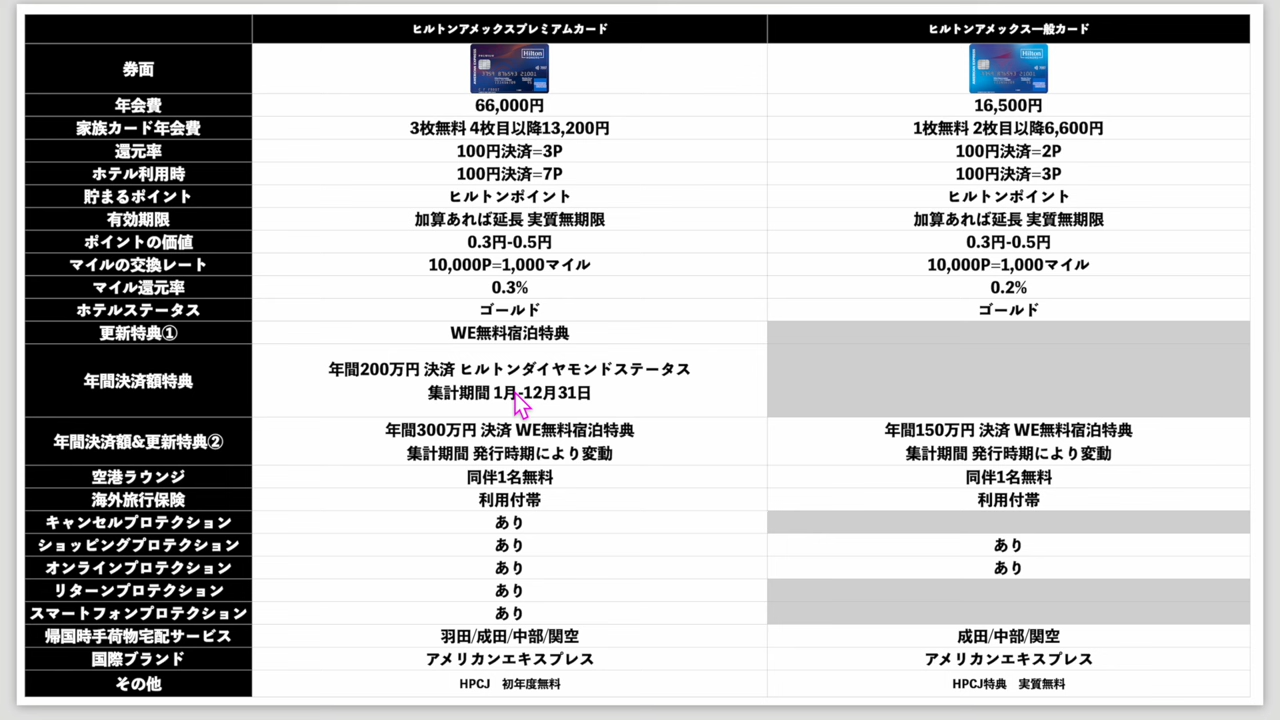 ヒルトンアメックスプレミアムカード ヒルトンアメックス一般カード
券面
Hilton Hilton
年会費 66,000円 16,500円
家族カード年会費 3枚無料 4枚目以降13,200円 1枚無料 2枚目以降6,600円
還元率 100円決済=3P 100円決済=2P
ホテル利用時 100円決済=7P 100円決済=3P
貯まるポイント ヒルトンポイント ヒルトンポイント
有効期限 加算あれば延長 実質無期限 加算あれば延長 実質無期限
ポイントの価値 0.3円-0.5円 0.3円-0.5円
マイルの交換レート 10,000P=1,000マイル 10,000P=1,000マイル
マイル還元率 0.3% 0.2%
ホテルステータス ゴールド ゴールド
更新特典① WE無料宿泊特典
年間決済額特典
年間200万円 決済 ヒルトンダイヤモンドステータス
集計期間 1月-12月31日
年間決済額&更新特典②
年間300万円 決済 WE無料宿泊特典
集計期間 発行時期により変動
年間150万円 決済 WE無料宿泊特典
集計期間 発行時期により変動
空港ラウンジ 同伴1名無料 同伴1名無料
海外旅行保険 利用付帯 利用付帯
キャンセルプロテクション あり
ショッピングプロテクション あり あり
オンラインプロテクション あり あり
リターンプロテクション あり
スマートフォンプロテクション あり
帰国時手荷物宅配サービス 羽田/成田/中部/関空 成田/中部/関空
国際ブランド アメリカンエキスプレス アメリカンエキスプレス
その他 HPCJ 初年度無料 HPCJ特典 実質無料